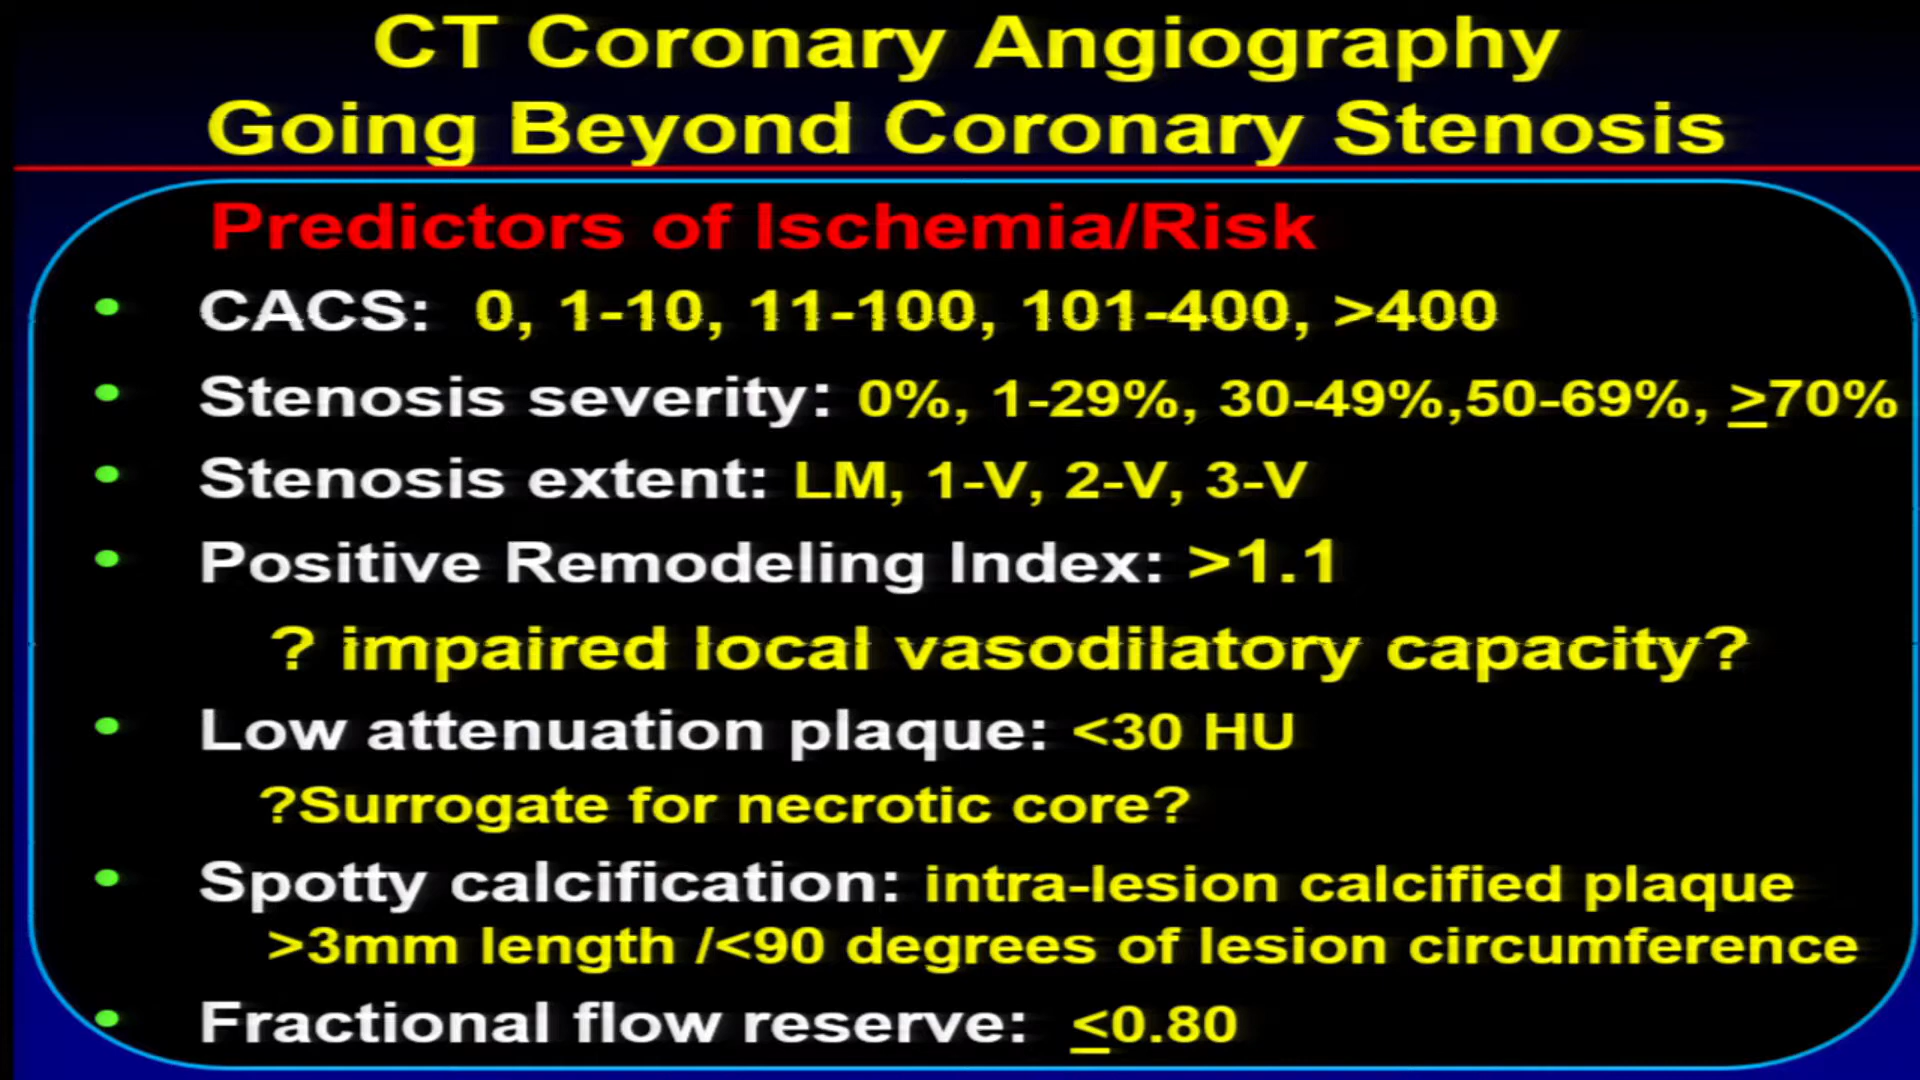 CT Coronary Angiography
Going Beyond Coronary Stenosis
Predictors of Ischemia/Risk
• CACS: 0, 1-10, 11-100, 101-400, >400
• Stenosis severity: 0%, 1-29%, 30-49%,50-69%, ≥70%
• Stenosis extent: LM, 1-V, 2-V, 3-V
• Positive Remodeling Index: >1.1
? impaired local vasodilatory capacity?
• Low attenuation plaque: <30 HU
?Surrogate for necrotic core?
• Spotty calcification: intra-lesion calcified plaque
>3mm length /<90 degrees of lesion circumference
• Fractional flow reserve: ≤0.80